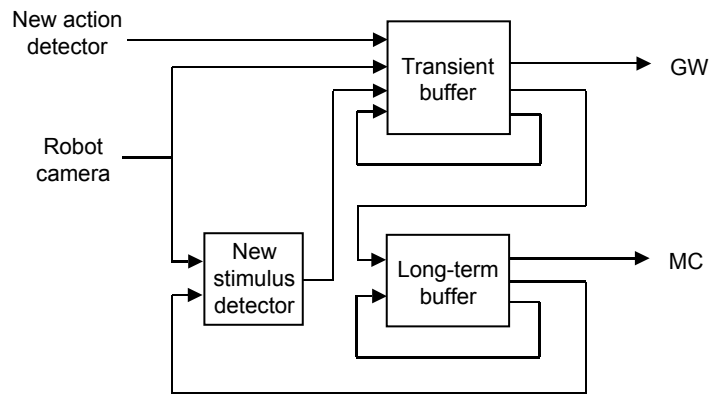 New action
detector
Transient
buffer
GW
Robot
camera
New
stimulus
detector
Long-term
buffer
MC